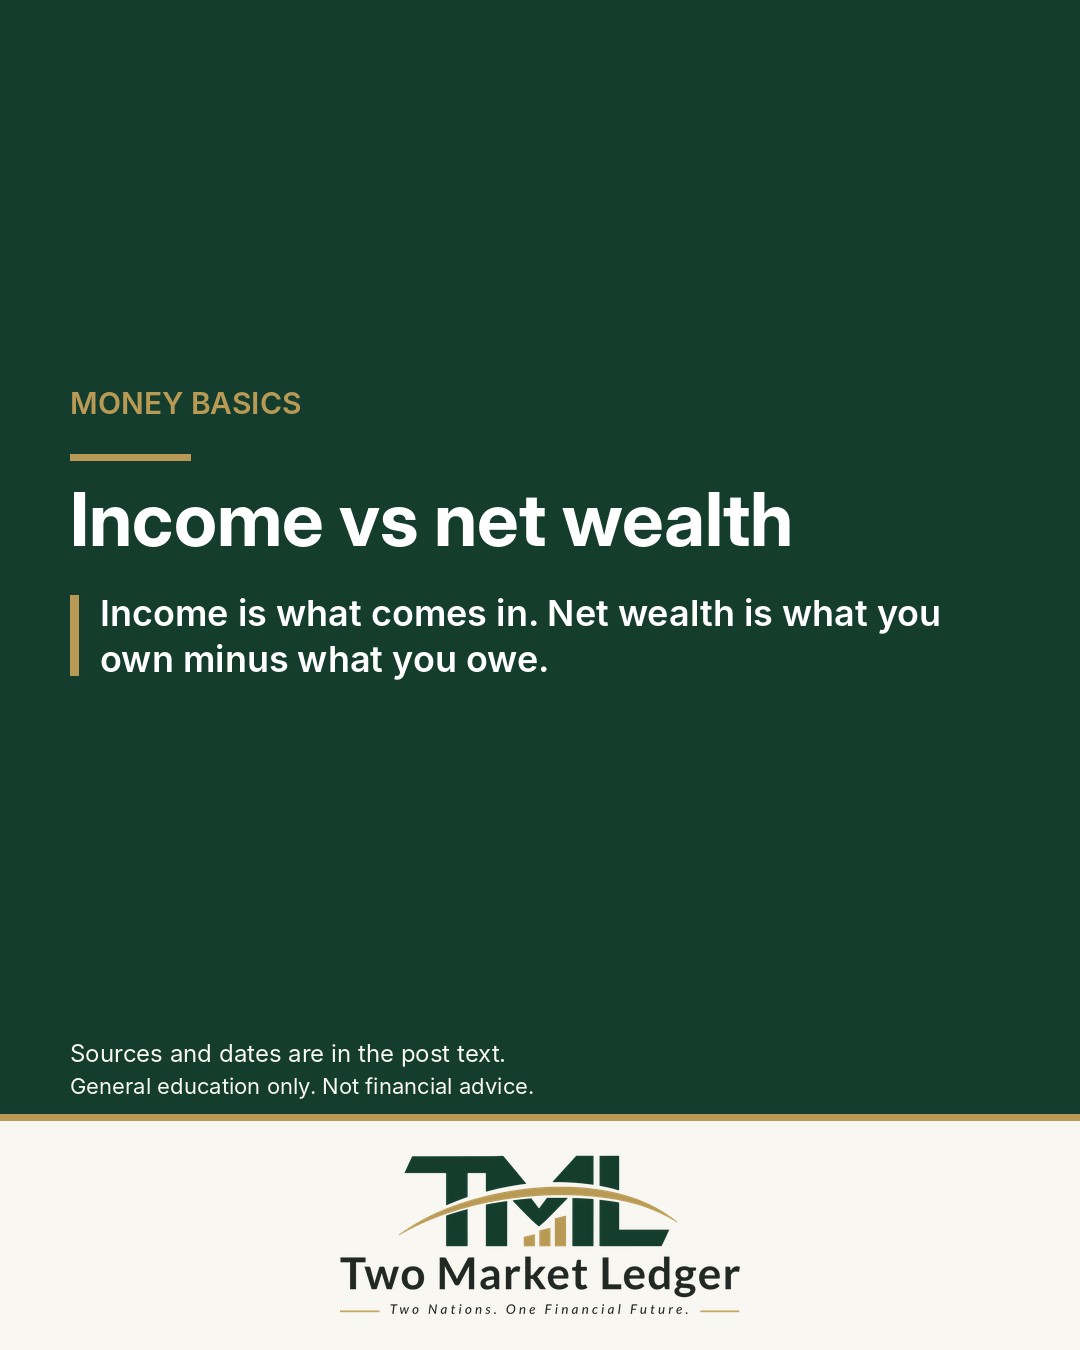 MONEY BASICS
Income vs net wealth
Income is what comes in. Net wealth is what you
own minus what you owe.
Sources and dates are in the post text.
General education only. Not financial advice.
TML
Two Market Ledger
Two Nations. One Financial Future.